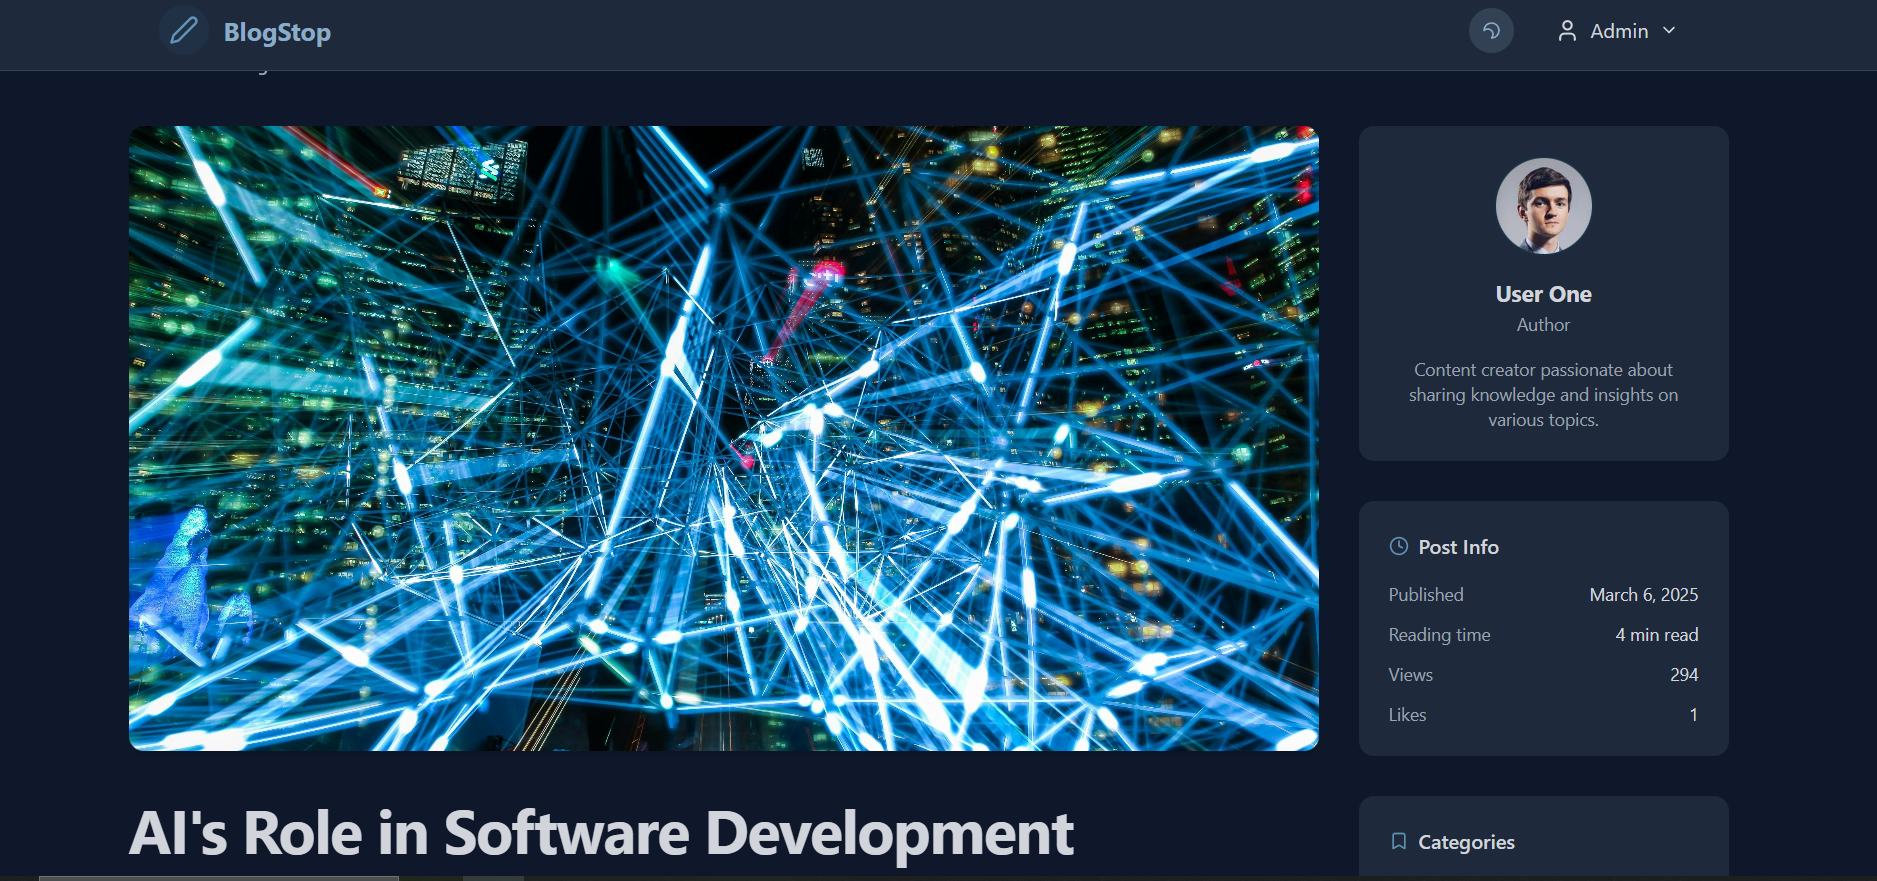 BlogStop
Admin
User One
Author
Content creator passionate about
sharing knowledge and insights on
various topics.
Post Info
Published March 6, 2025
Reading time 4 min read
Views 294
Likes 1
AI's Role in Software Development
Categories